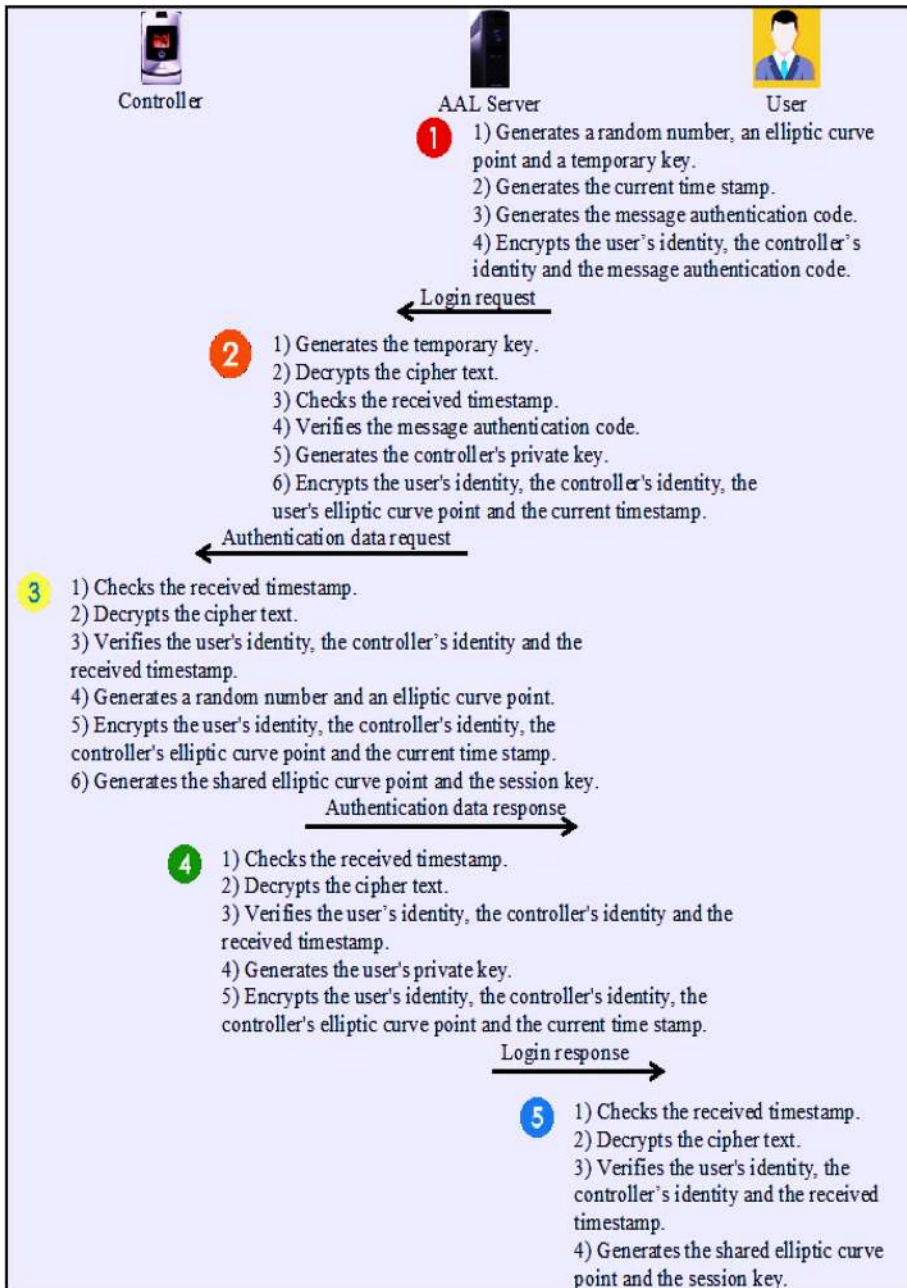 Controller
AAL Server
User
1
1) Generates a random number, an elliptic curve
point and a temporary key.
2) Generates the current time stamp.
3) Generates the message authentication code.
4) Encrypts the user’s identity, the controller’s
identity and the message authentication code.
Login request
2
1) Generates the temporary key.
2) Decrypts the cipher text.
3) Checks the received timestamp.
4) Verifies the message authentication code.
5) Generates the controller's private key.
6) Encrypts the user's identity, the controller's identity, the
user's elliptic curve point and the current timestamp.
Authentication data request
3
1) Checks the received timestamp.
2) Decrypts the cipher text.
3) Verifies the user's identity, the controller’s identity and the
received timestamp.
4) Generates a random number and an elliptic curve point.
5) Encrypts the user's identity, the controller's identity, the
controller's elliptic curve point and the current time stamp.
6) Generates the shared elliptic curve point and the session key.
Authentication data response
4
1) Checks the received timestamp.
2) Decrypts the cipher text.
3) Verifies the user’s identity, the controller's identity and the
received timestamp.
4) Generates the user's private key.
5) Encrypts the user's identity, the controller's identity, the
controller's elliptic curve point and the current time stamp.
Login response
5
1) Checks the received timestamp.
2) Decrypts the cipher text.
3) Verifies the user's identity, the
controller’s identity and the received
timestamp.
4) Generates the shared elliptic curve
point and the session key.